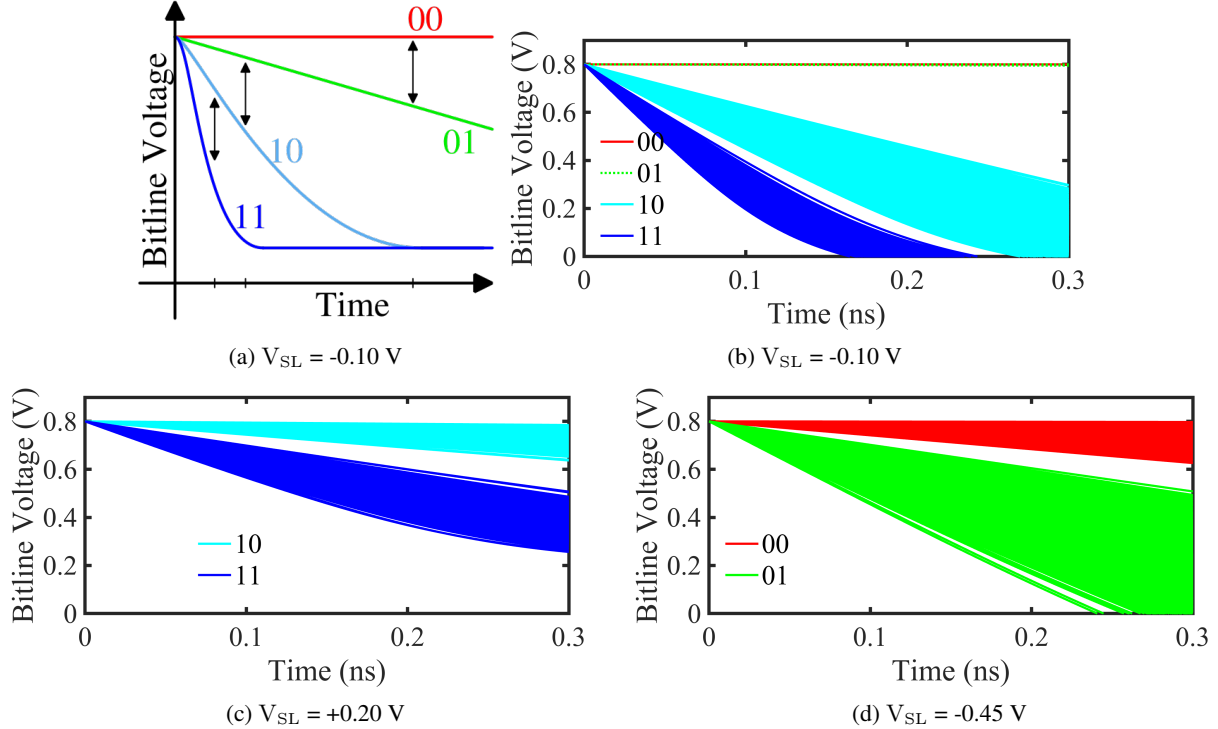 00
01
10
11
Bitline Voltage
Time
(a) V_SL = -0.10 V
Bitline Voltage (V)
0.8
0.6
0.4
0.2
0
00
01
10
11
0 0.1 0.2 0.3
Time (ns)
(b) V_SL = -0.10 V
Bitline Voltage (V)
0.8
0.6
0.4
0.2
0
10
11
0 0.1 0.2 0.3
Time (ns)
(c) V_SL = +0.20 V
Bitline Voltage (V)
0.8
0.6
0.4
0.2
0
00
01
0 0.1 0.2 0.3
Time (ns)
(d) V_SL = -0.45 V